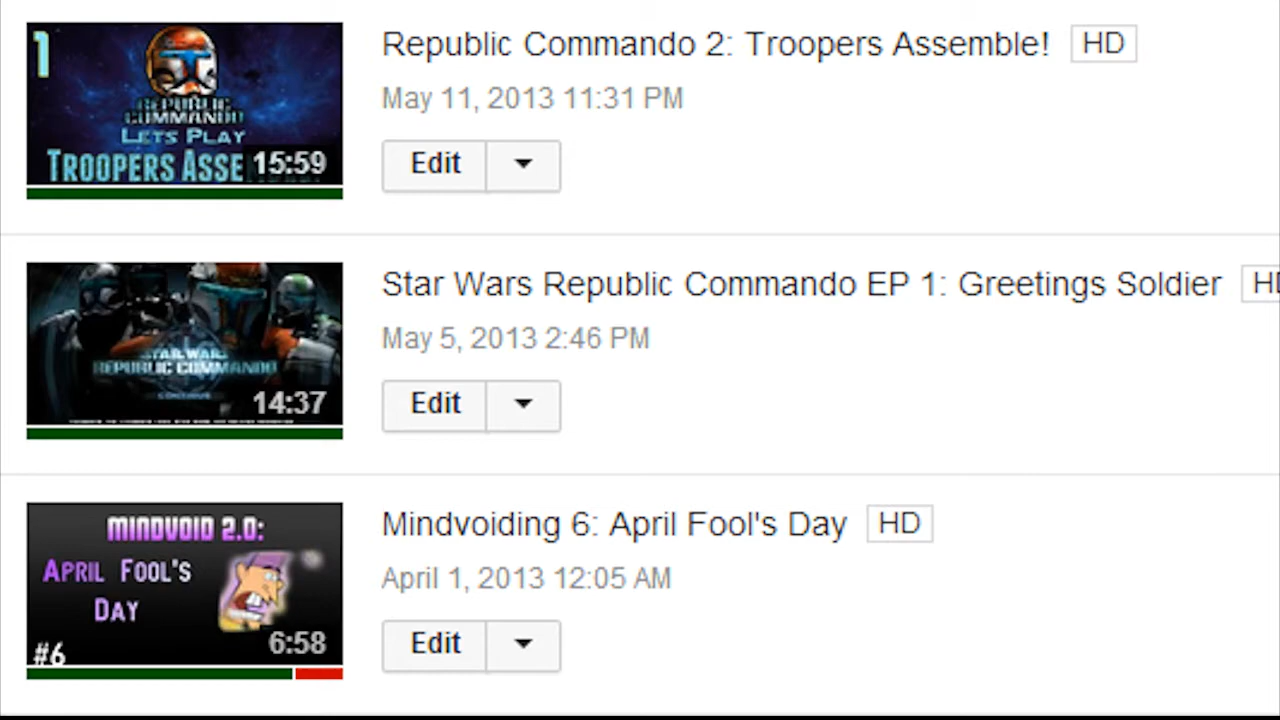 1
REPUBLIC
COMMANDO
LETS PLAY
TROOPERS ASSE
15:59
Republic Commando 2: Troopers Assemble! HD
May 11, 2013 11:31 PM
Edit
STAR WARS
REPUBLIC COMMANDO
14:37
Star Wars Republic Commando EP 1: Greetings Soldier HD
May 5, 2013 2:46 PM
Edit
MINDVOID 2.0:
APRIL FOOL'S
DAY
#6
6:58
Mindvoiding 6: April Fool's Day HD
April 1, 2013 12:05 AM
Edit